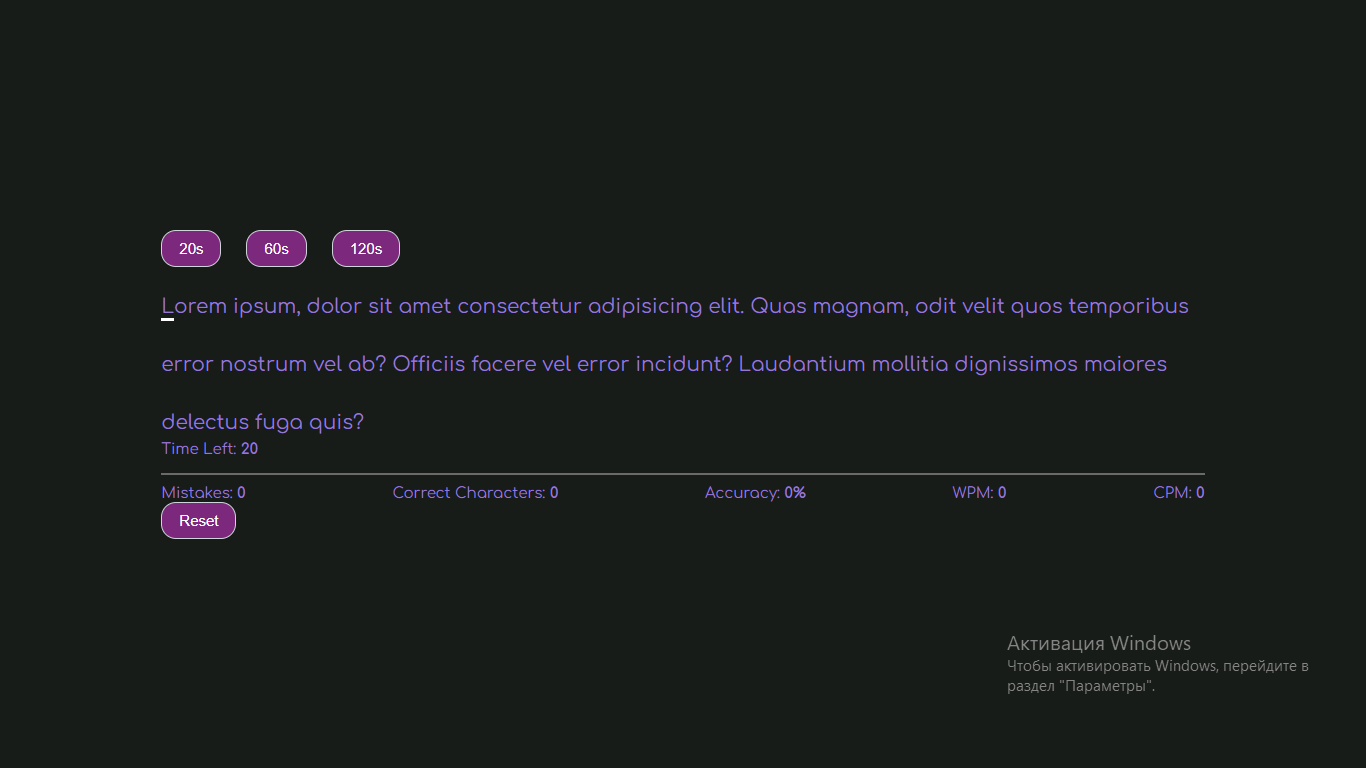 20s 60s 120s
Lorem ipsum, dolor sit amet consectetur adipisicing elit. Quas magnam, odit velit quos temporibus
error nostrum vel ab? Officiis facere vel error incidunt? Laudantium mollitia dignissimos maiores
delectus fuga quis?
Time Left: 20
Mistakes: 0 Correct Characters: 0 Accuracy: 0% WPM: 0 CPM: 0
Reset
Активация Windows
Чтобы активировать Windows, перейдите в
раздел "Параметры".